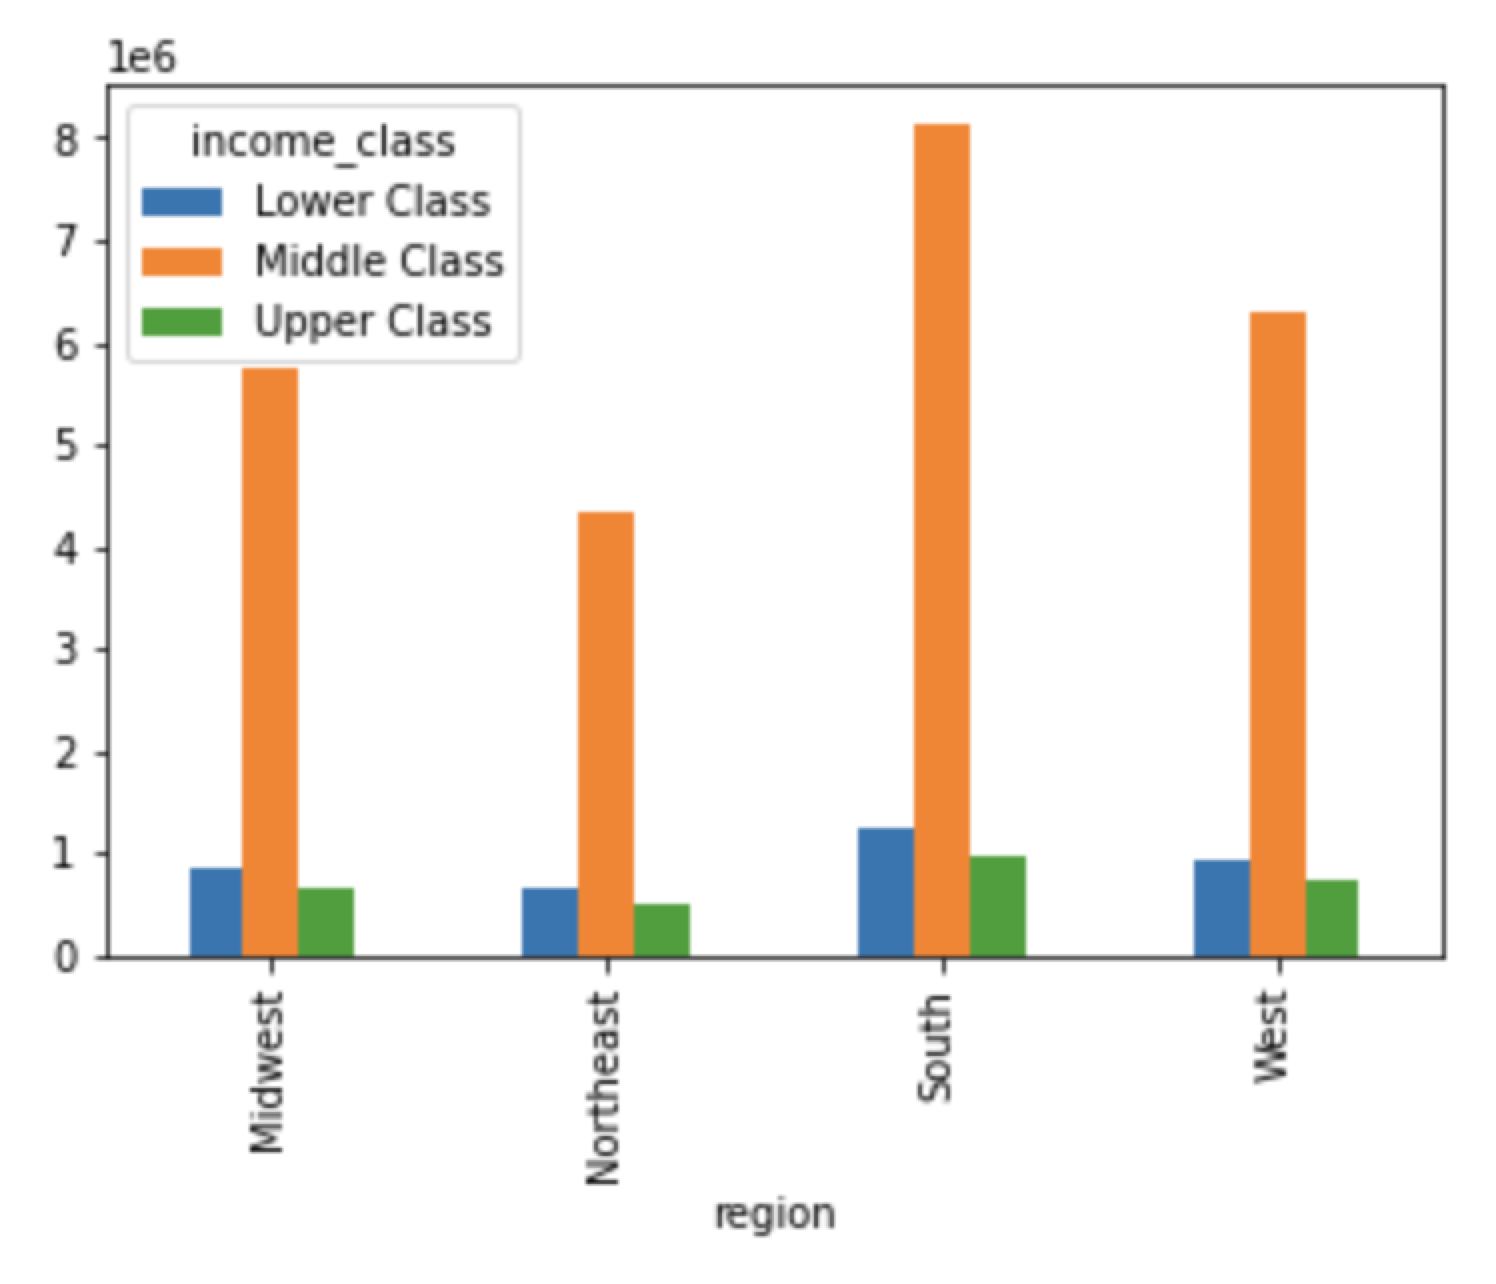 1e6
income_class
Lower Class
Middle Class
Upper Class
8
7
6
5
4
3
2
1
0
Midwest
Northeast
South
West
region